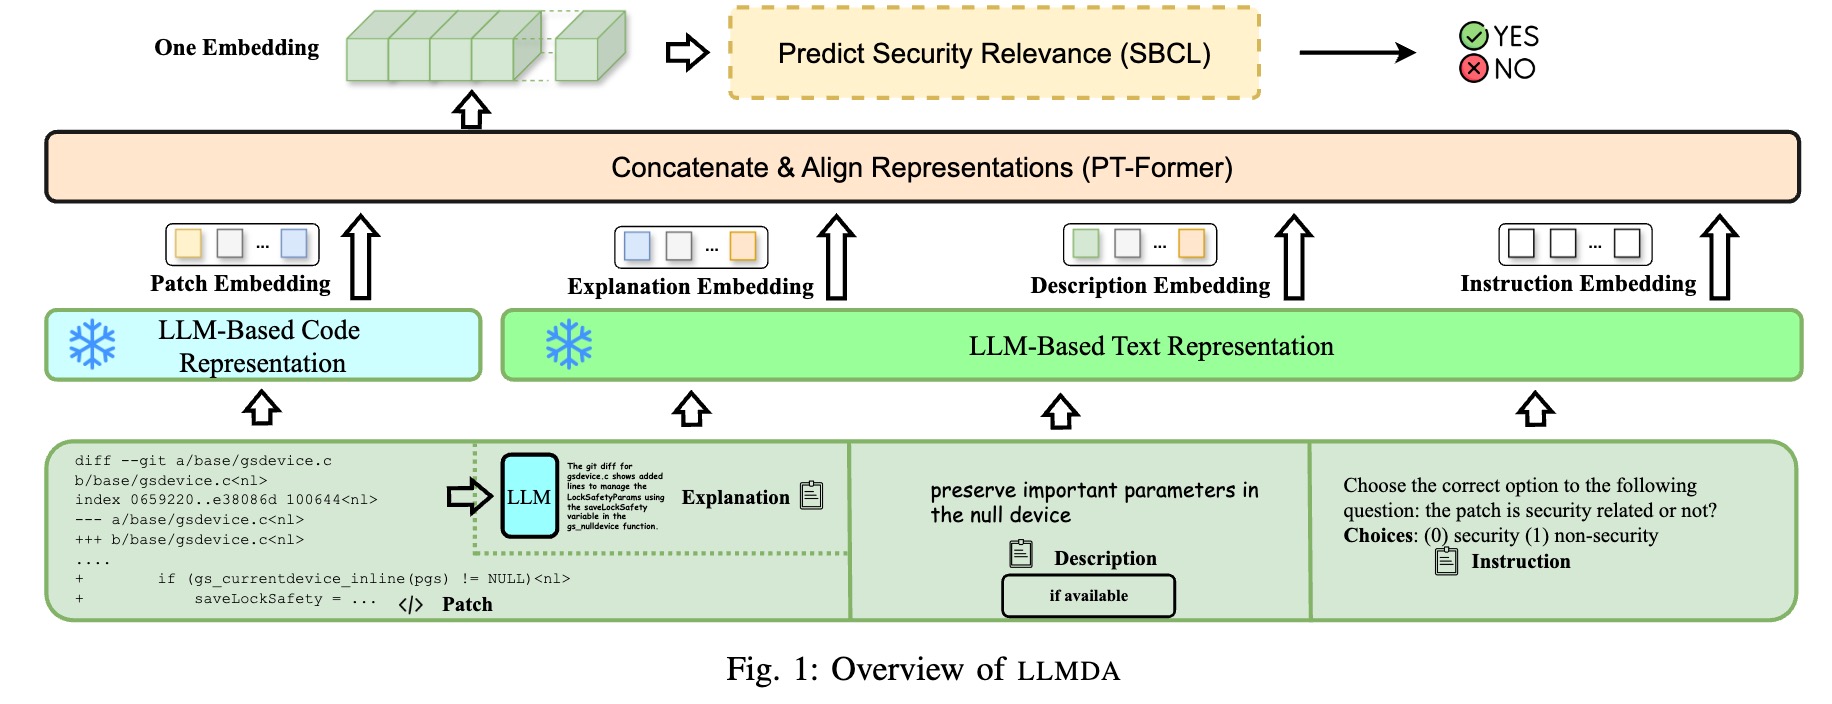 One Embedding
Predict Security Relevance (SBCL)
YES
NO
Concatenate & Align Representations (PT-Former)
...
Patch Embedding
...
Explanation Embedding
...
Description Embedding
...
Instruction Embedding
LLM-Based Code
Representation
LLM-Based Text Representation
diff --git a/base/gsdevice.c
b/base/gsdevice.c<nl>
index 0659220..e38086d 100644<nl>
--- a/base/gsdevice.c<nl>
+++ b/base/gsdevice.c<nl>
....
+ if (gs_currentdevice_inline(pgs) != NULL)<nl>
+ saveLockSafety = ...
</> Patch
LLM
The git diff for
gsdevice.c shows added
lines to manage the
LockSafetyParams using
the saveLockSafety
variable in the
gs_nulldevice function.
Explanation
preserve important parameters in
the null device
Description
if available
Choose the correct option to the following
question: the patch is security related or not?
Choices: (0) security (1) non-security
Instruction
Fig. 1: Overview of LLMDA